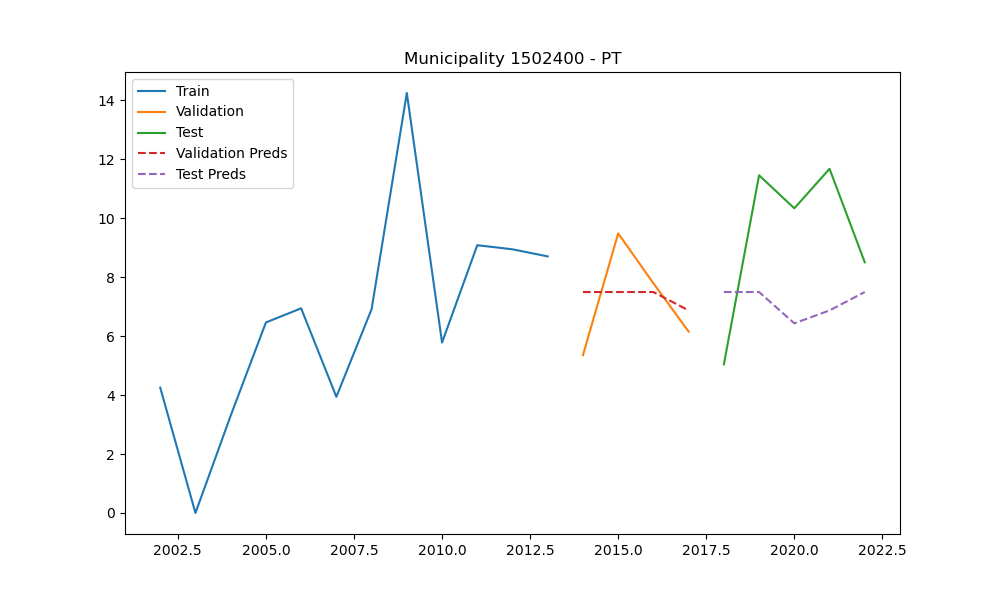 Municipality 1502400 - PT
Train
Validation
Test
Validation Preds
Test Preds
14
12
10
8
6
4
2
0
2002.5 2005.0 2007.5 2010.0 2012.5 2015.0 2017.5 2020.0 2022.5